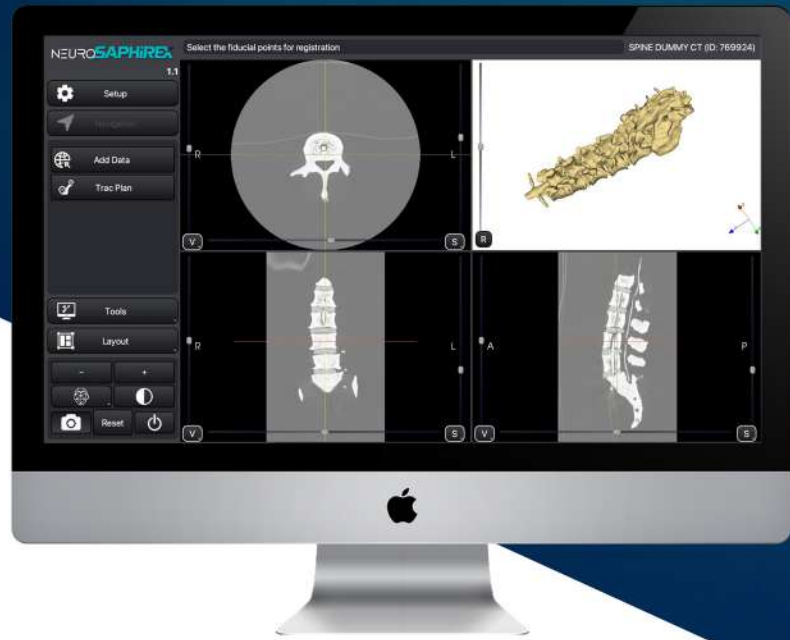 NEUROSAPHIREX
1.1
Select the fiducial points for registration
SPINE DUMMY CT (ID: 769924)
Setup
Navigation
Add Data
Trac Plan
Tools
Layout
-
+
Reset
R
L
V
S
R
R
L
V
S
A
P
V
S